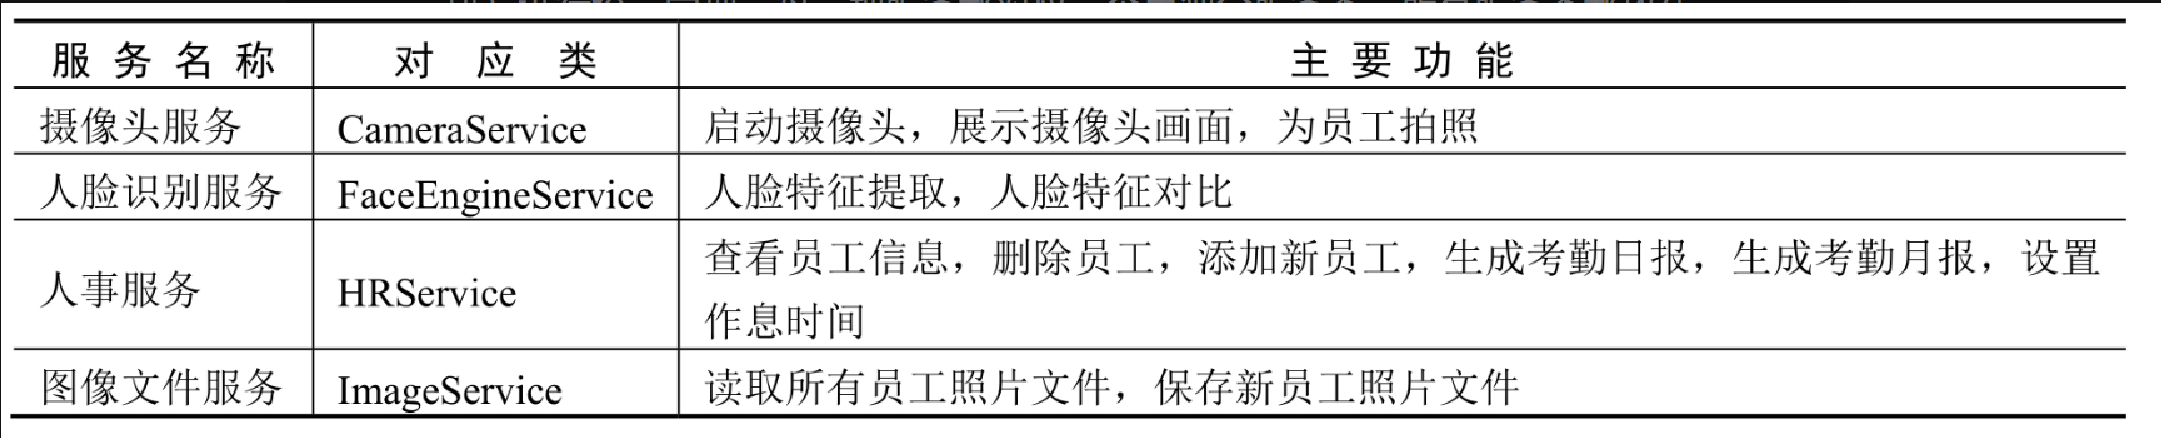 服务名称 对应类 主要功能
摄像头服务 CameraService 启动摄像头，展示摄像头画面，为员工拍照
人脸识别服务 FaceEngineService 人脸特征提取，人脸特征对比
人事服务 HRService 查看员工信息，删除员工，添加新员工，生成考勤日报，生成考勤月报，设置
作息时间
图像文件服务 ImageService 读取所有员工照片文件，保存新员工照片文件